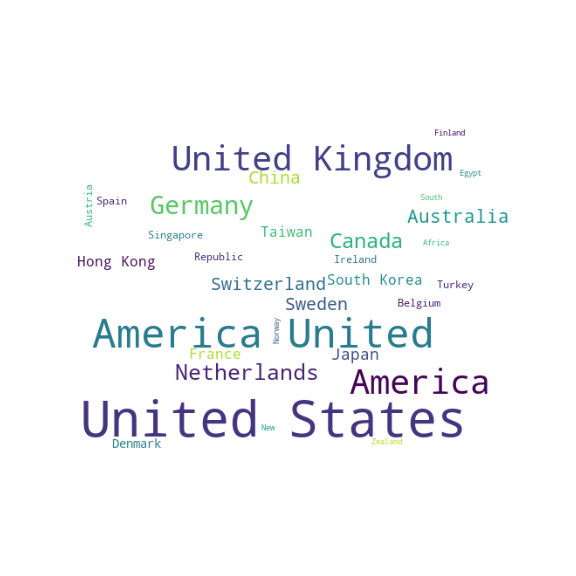 Finland
United Kingdom
Egypt
China
Austria
Spain
Germany
South
Australia
Singapore
Taiwan
Canada
Africa
Hong Kong
Republic
Ireland
Switzerland
South Korea
Turkey
Sweden
Belgium
America
Norway
United
France
Japan
Netherlands
America
United States
New
Denmark
Zealand